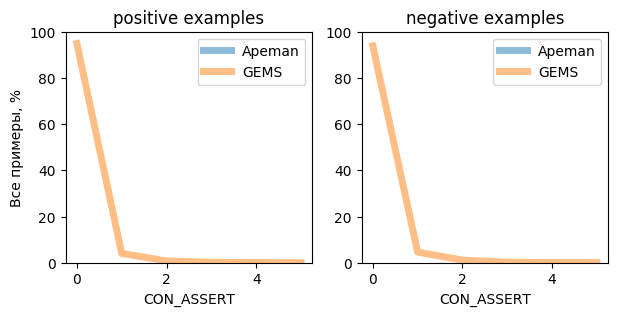 positive examples
negative examples
Все примеры, %
100
80
60
40
20
0
Apeman
GEMS
0 2 4
CON_ASSERT
100
80
60
40
20
0
Apeman
GEMS
0 2 4
CON_ASSERT